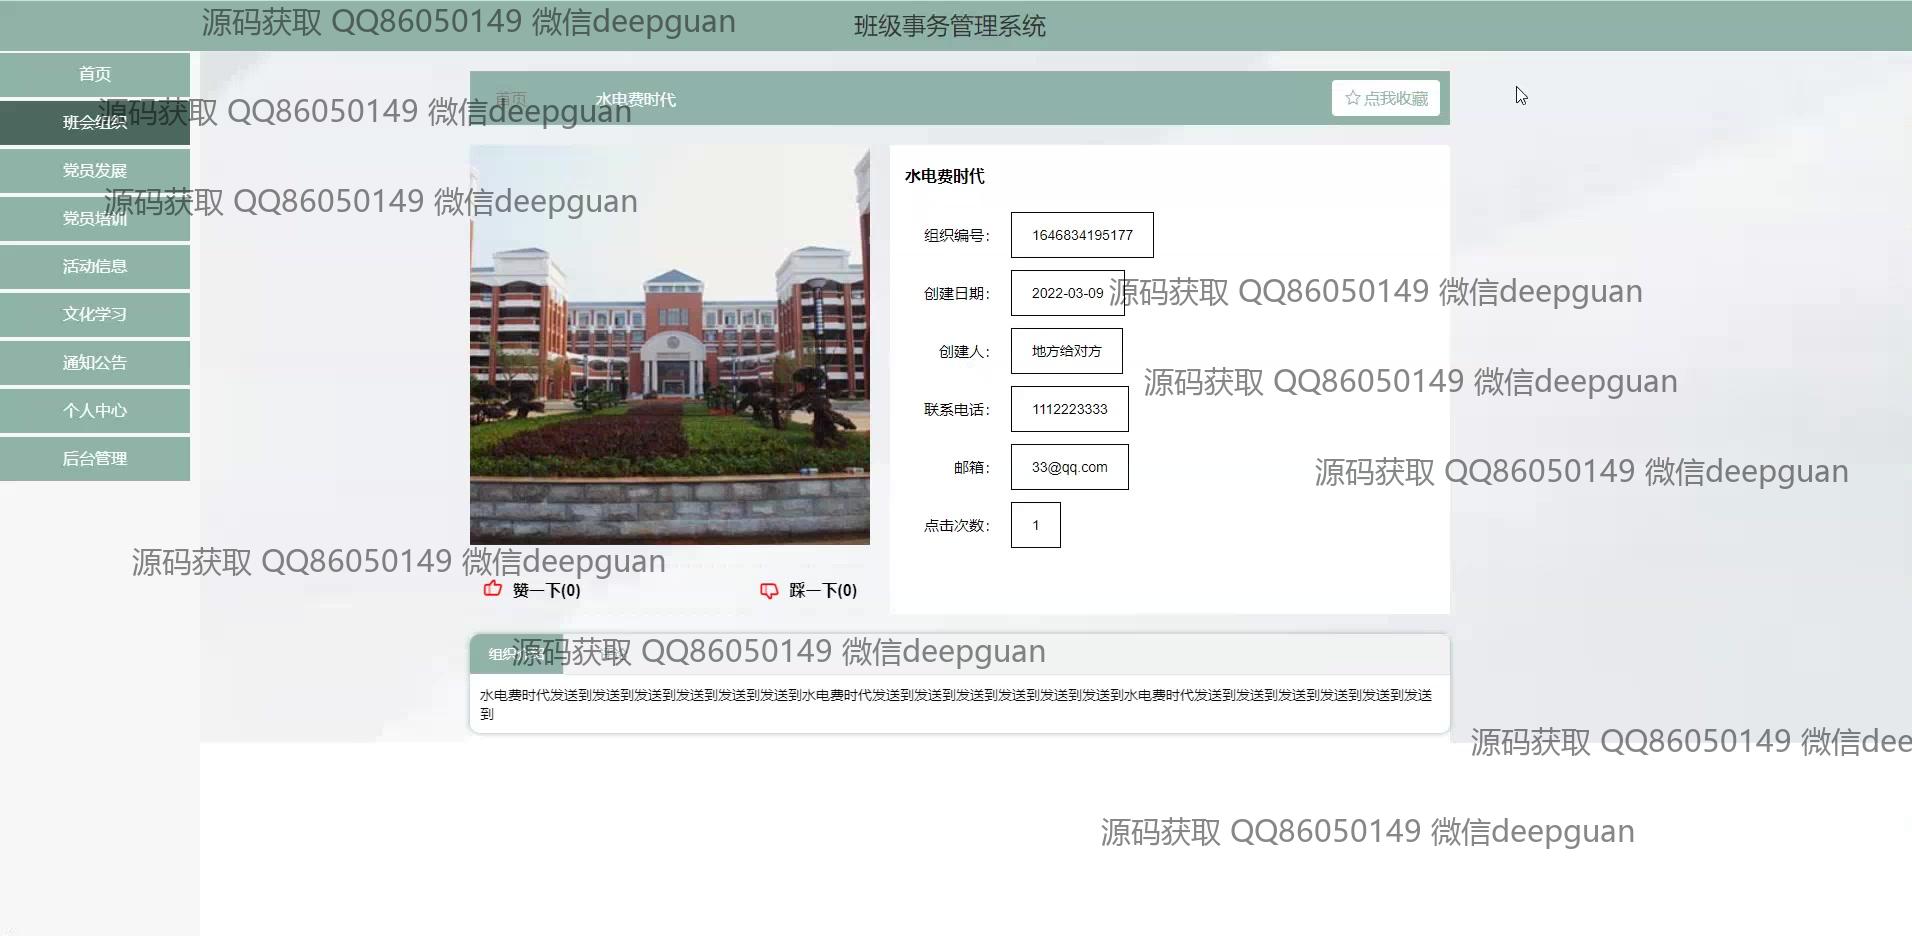 源码获取 QQ86050149 微信deepguan
班级事务管理系统
首页
班会组织
党员发展
党员培训
活动信息
文化学习
通知公告
个人中心
后台管理
首页
水电费时代
☆点我收藏
源码获取 QQ86050149 微信deepguan
源码获取 QQ86050149 微信deepguan
水电费时代
组织编号： 1646834195177
创建日期： 2022-03-09
源码获取 QQ86050149 微信deepguan
创建人： 地方给对方
源码获取 QQ86050149 微信deepguan
联系电话： 1112223333
邮箱： 33@qq.com
源码获取 QQ86050149 微信deepguan
点击次数： 1
源码获取 QQ86050149 微信deepguan
赞一下(0)
踩一下(0)
组织介绍
源码获取 QQ86050149 微信deepguan
水电费时代发送到发送到发送到发送到发送到发送到水电费时代发送到发送到发送到发送到发送到发送到水电费时代发送到发送到发送到发送到发送到发送
到
源码获取 QQ86050149 微信dee
源码获取 QQ86050149 微信deepguan